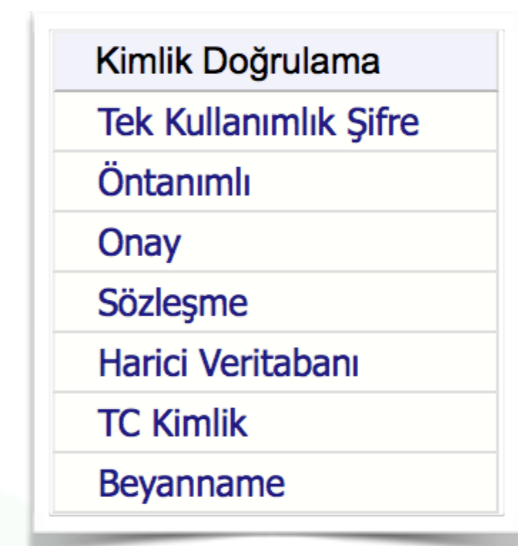 Kimlik Doğrulama
Tek Kullanımlık Şifre
Öntanımlı
Onay
Sözleşme
Harici Veritabanı
TC Kimlik
Beyanname